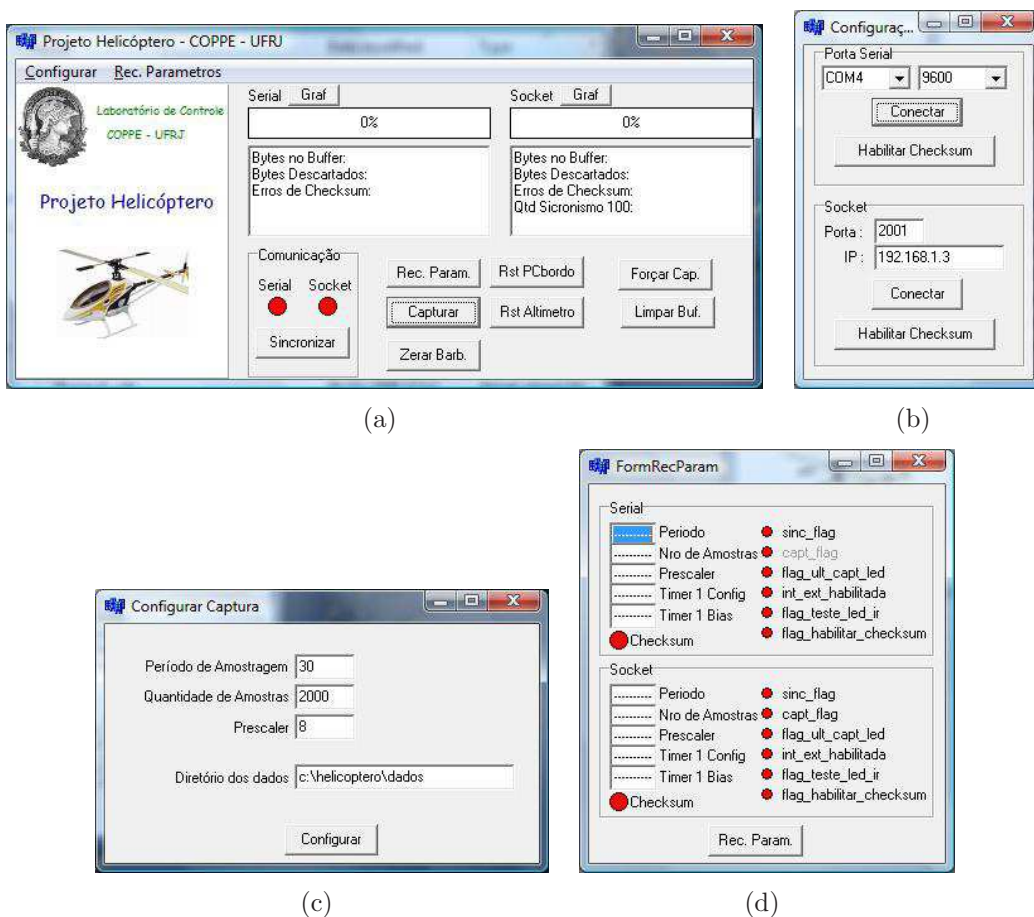 Projeto Helicóptero - COPPE - UFRJ
Configurar Rec. Parametros
Laboratório de Controle
COPPE - UFRJ
Projeto Helicóptero
Serial Graf
0%
Bytes no Buffer:
Bytes Descartados:
Erros de Checksum:
Socket Graf
0%
Bytes no Buffer:
Bytes Descartados:
Erros de Checksum:
Qtd Sicronismo 100:
Comunicação
Serial Socket
Sincronizar
Rec. Param. Rst PCbordo Forçar Cap.
Capturar Rst Altimetro Limpar Buf.
Zerar Barb.
(a)
Configuraç...
Porta Serial
COM4 9600
Conectar
Habilitar Checksum
Socket
Porta : 2001
IP : 192.168.1.3
Conectar
Habilitar Checksum
(b)
Configurar Captura
Período de Amostragem 30
Quantidade de Amostras 2000
Prescaler 8
Diretório dos dados c:\helicoptero\dados
Configurar
(c)
FormRecParam
Serial
--------- Periodo sinc_flag
--------- Nro de Amostras capt_flag
--------- Prescaler flag_ult_capt_led
--------- Timer 1 Config int_ext_habilitada
--------- Timer 1 Bias flag_teste_led_ir
Checksum flag_habilitar_checksum
Socket
--------- Periodo sinc_flag
--------- Nro de Amostras capt_flag
--------- Prescaler flag_ult_capt_led
--------- Timer 1 Config int_ext_habilitada
--------- Timer 1 Bias flag_teste_led_ir
Checksum flag_habilitar_checksum
Rec. Param.
(d)